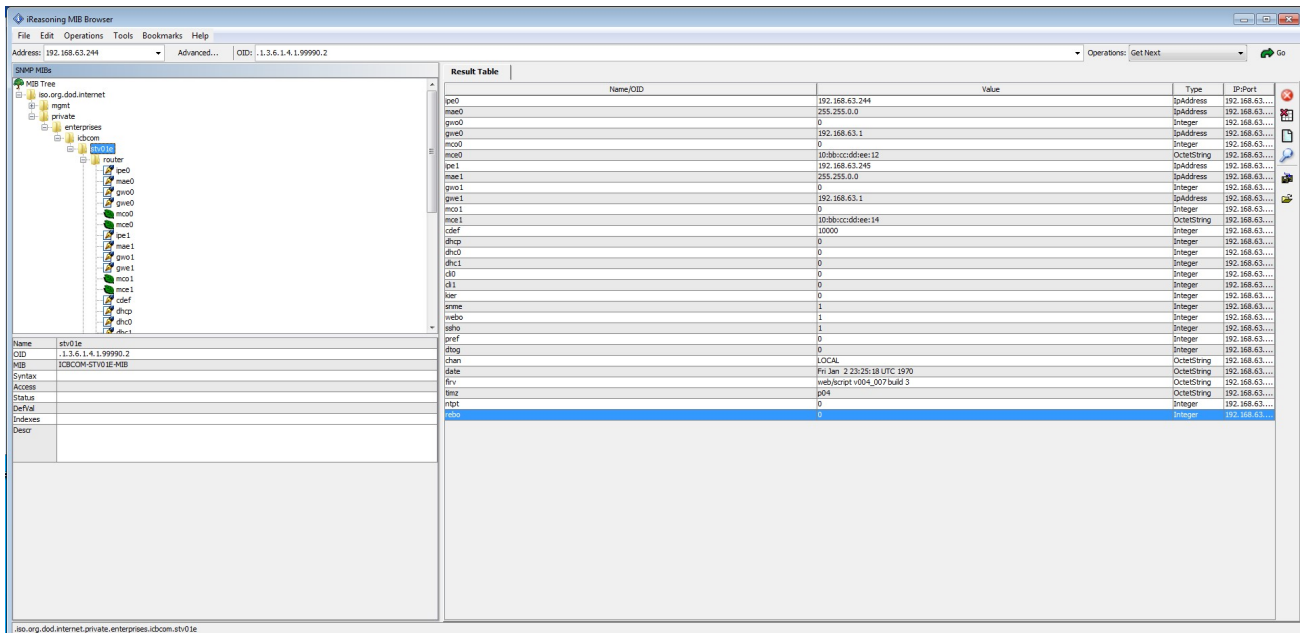 iReasoning MIB Browser
File Edit Operations Tools Bookmarks Help
Address: 192.168.63.244 Advanced... OID: .1.3.6.1.4.1.99990.2 Operations: Get Next Go
SNMP MIBs
MIB Tree
iso.org.dod.internet
mgmt
private
enterprises
icbcom
stv01e
router
ipe0
mae0
gwo0
gwe0
mco0
mce0
ipe1
mae1
gwo1
gwe1
mco1
mce1
cdef
dhcp
dhc0
dhc1
Name stv01e
OID .1.3.6.1.4.1.99990.2
MIB ICBCOM-STV01E-MIB
Syntax
Access
Status
DefVal
Indexes
Descr
Result Table
Name/OID Value Type IP:Port
ipe0 192.168.63.244 IpAddress 192.168.63....
mae0 255.255.0.0 IpAddress 192.168.63....
gwo0 0 Integer 192.168.63....
gwe0 192.168.63.1 IpAddress 192.168.63....
mco0 0 Integer 192.168.63....
mce0 10:bb:cc:dd:ee:12 OctetString 192.168.63....
ipe1 192.168.63.245 IpAddress 192.168.63....
mae1 255.255.0.0 IpAddress 192.168.63....
gwo1 0 Integer 192.168.63....
gwe1 192.168.63.1 IpAddress 192.168.63....
mco1 0 Integer 192.168.63....
mce1 10:bb:cc:dd:ee:14 OctetString 192.168.63....
cdef 10000 Integer 192.168.63....
dhcp 0 Integer 192.168.63....
dhc0 0 Integer 192.168.63....
dhc1 0 Integer 192.168.63....
cli0 0 Integer 192.168.63....
cli1 0 Integer 192.168.63....
kier 0 Integer 192.168.63....
snme 1 Integer 192.168.63....
webo 1 Integer 192.168.63....
ssho 1 Integer 192.168.63....
pref 0 Integer 192.168.63....
dtog 0 Integer 192.168.63....
chan LOCAL OctetString 192.168.63....
date Fri Jan 2 23:25:18 UTC 1970 OctetString 192.168.63....
firv web/script v004_007 build 3 OctetString 192.168.63....
timz p04 OctetString 192.168.63....
ntpt 0 Integer 192.168.63....
rebo 0 Integer 192.168.63....
.iso.org.dod.internet.private.enterprises.icbcom.stv01e